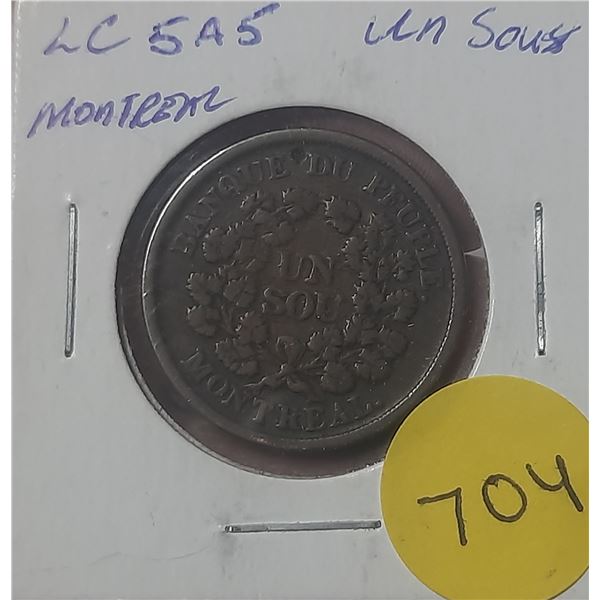 LC 5A5 Un Sous
MONTREAL
BANQUE DU PEUPLE.
UN
SOU
MONTREAL.
704